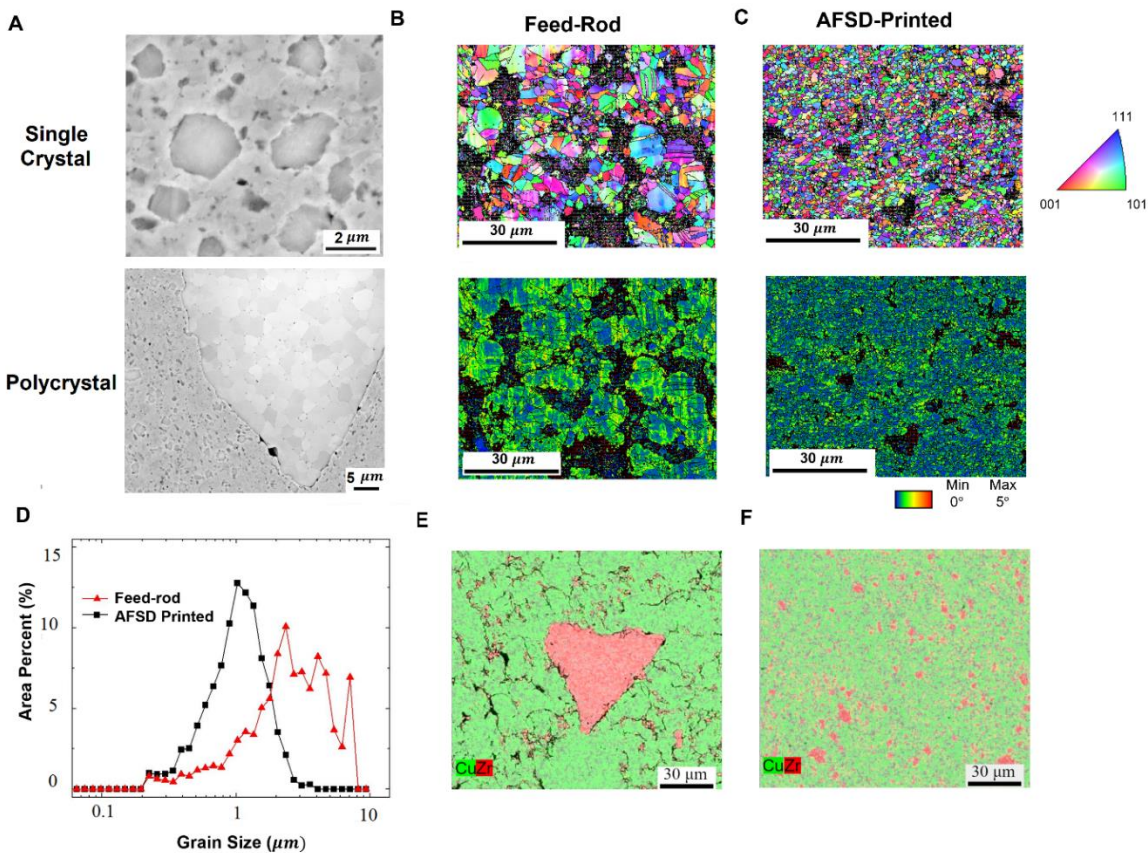 A
Single
Crystal
2 μm
Polycrystal
5 μm
B
Feed-Rod
30 μm
30 μm
C
AFSD-Printed
30 μm
111
001
101
30 μm
Min
Max
0°
5°
D
Area Percent (%)
15
10
5
0
Feed-rod
AFSD Printed
0.1
1
10
Grain Size (μm)
E
CuZr
30 μm
F
CuZr
30 μm